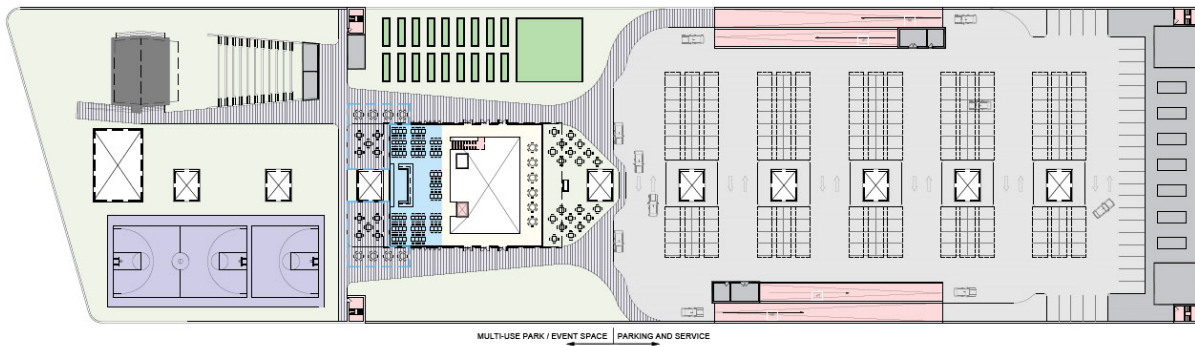 MULTI-USE PARK / EVENT SPACE | PARKING AND SERVICE